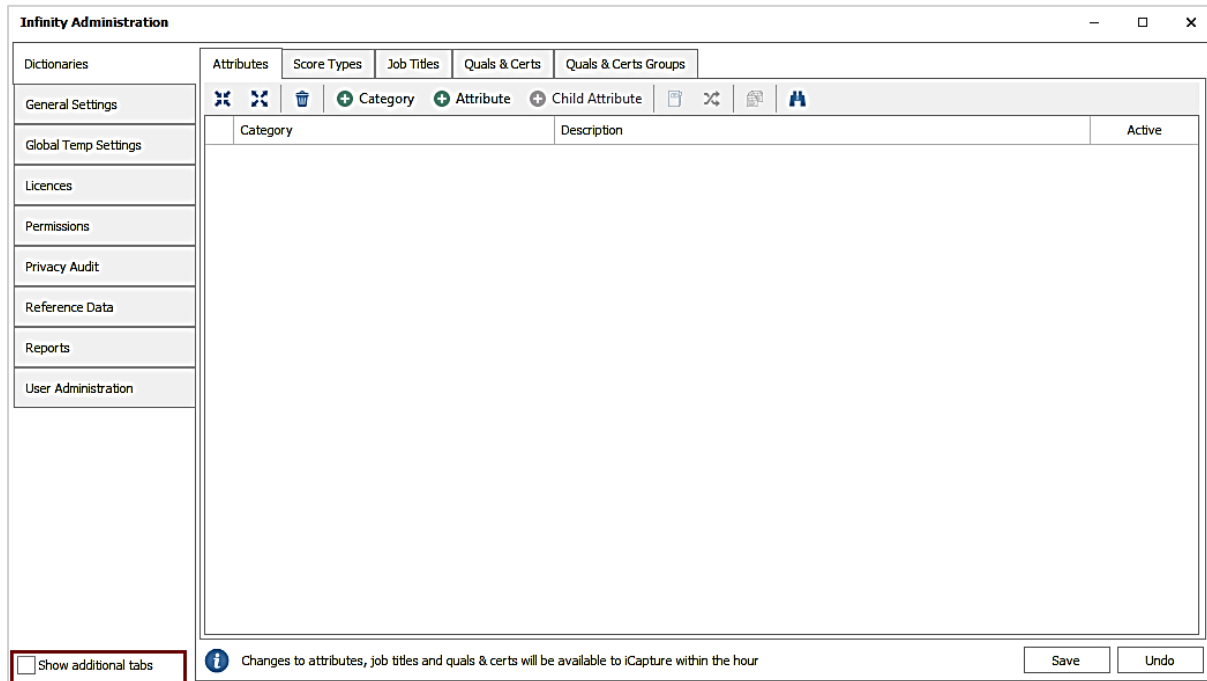 Infinity Administration
Dictionaries
General Settings
Global Temp Settings
Licences
Permissions
Privacy Audit
Reference Data
Reports
User Administration
Show additional tabs
Attributes Score Types Job Titles Quals & Certs Quals & Certs Groups
Category Attribute Child Attribute
Category Description Active
Changes to attributes, job titles and quals & certs will be available to iCapture within the hour
Save Undo